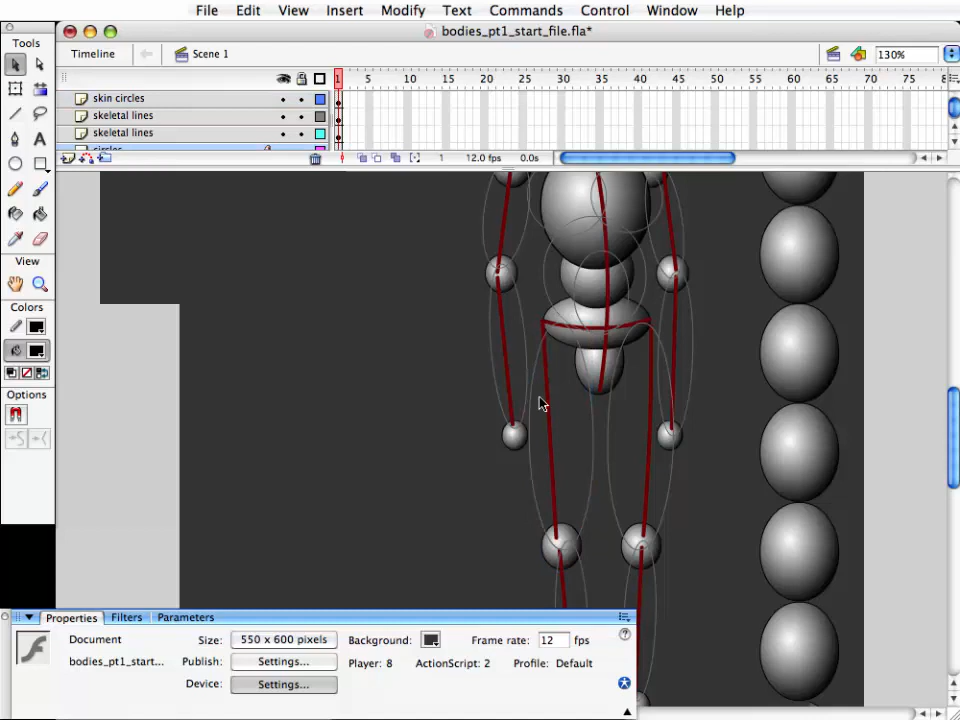 File Edit View Insert Modify Text Commands Control Window Help
Tools
bodies_pt1_start_file.fla*
Timeline
Scene 1
130%
1 5 10 15 20 25 30 35 40 45 50 55 60 65 70 75 8
skin circles
skeletal lines
skeletal lines
circles
1 12.0 fps 0.0s
A
View
Colors
Options
Properties Filters Parameters
Document
Size: 550 x 600 pixels
Background:
Frame rate: 12 fps
bodies_pt1_start...
Publish: Settings...
Player: 8 ActionScript: 2 Profile: Default
Device: Settings...